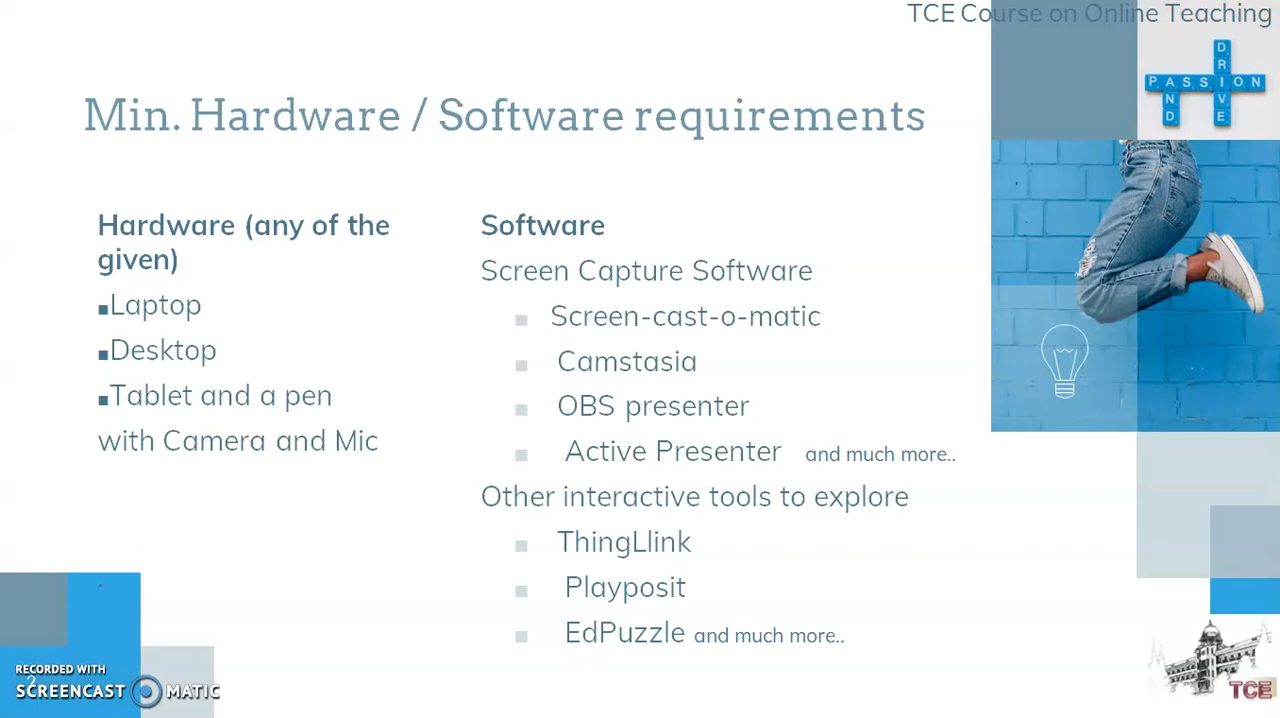 TCE Course on Online Teaching
DRIVE
PASSION
AND
Min. Hardware / Software requirements
Hardware (any of the
given)
▪Laptop
▪Desktop
▪Tablet and a pen
with Camera and Mic
Software
Screen Capture Software
▪ Screen-cast-o-matic
▪ Camstasia
▪ OBS presenter
▪ Active Presenter and much more..
Other interactive tools to explore
▪ ThingLlink
▪ Playposit
▪ EdPuzzle and much more..
RECORDED WITH
2
SCREENCAST MATIC
TCE